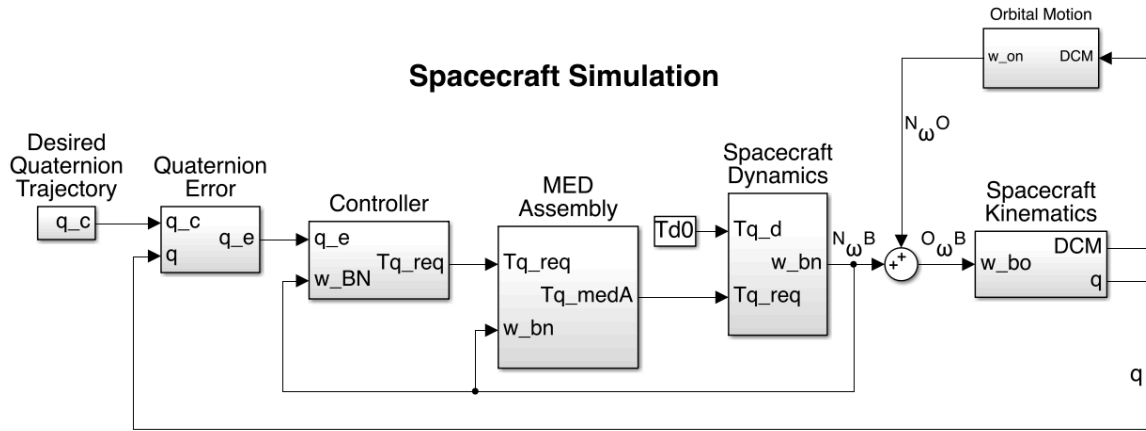 Orbital Motion
w_on
DCM
Spacecraft Simulation
NωO
Desired
Quaternion
Trajectory
q_c
Quaternion
Error
q_c
q_e
q
Controller
q_e
Tq_req
w_BN
MED
Assembly
Tq_req
Tq_medA
w_bn
Td0
Spacecraft
Dynamics
Tq_d
w_bn
Tq_req
NωB
+
+
OωB
Spacecraft
Kinematics
DCM
w_bo
q
q